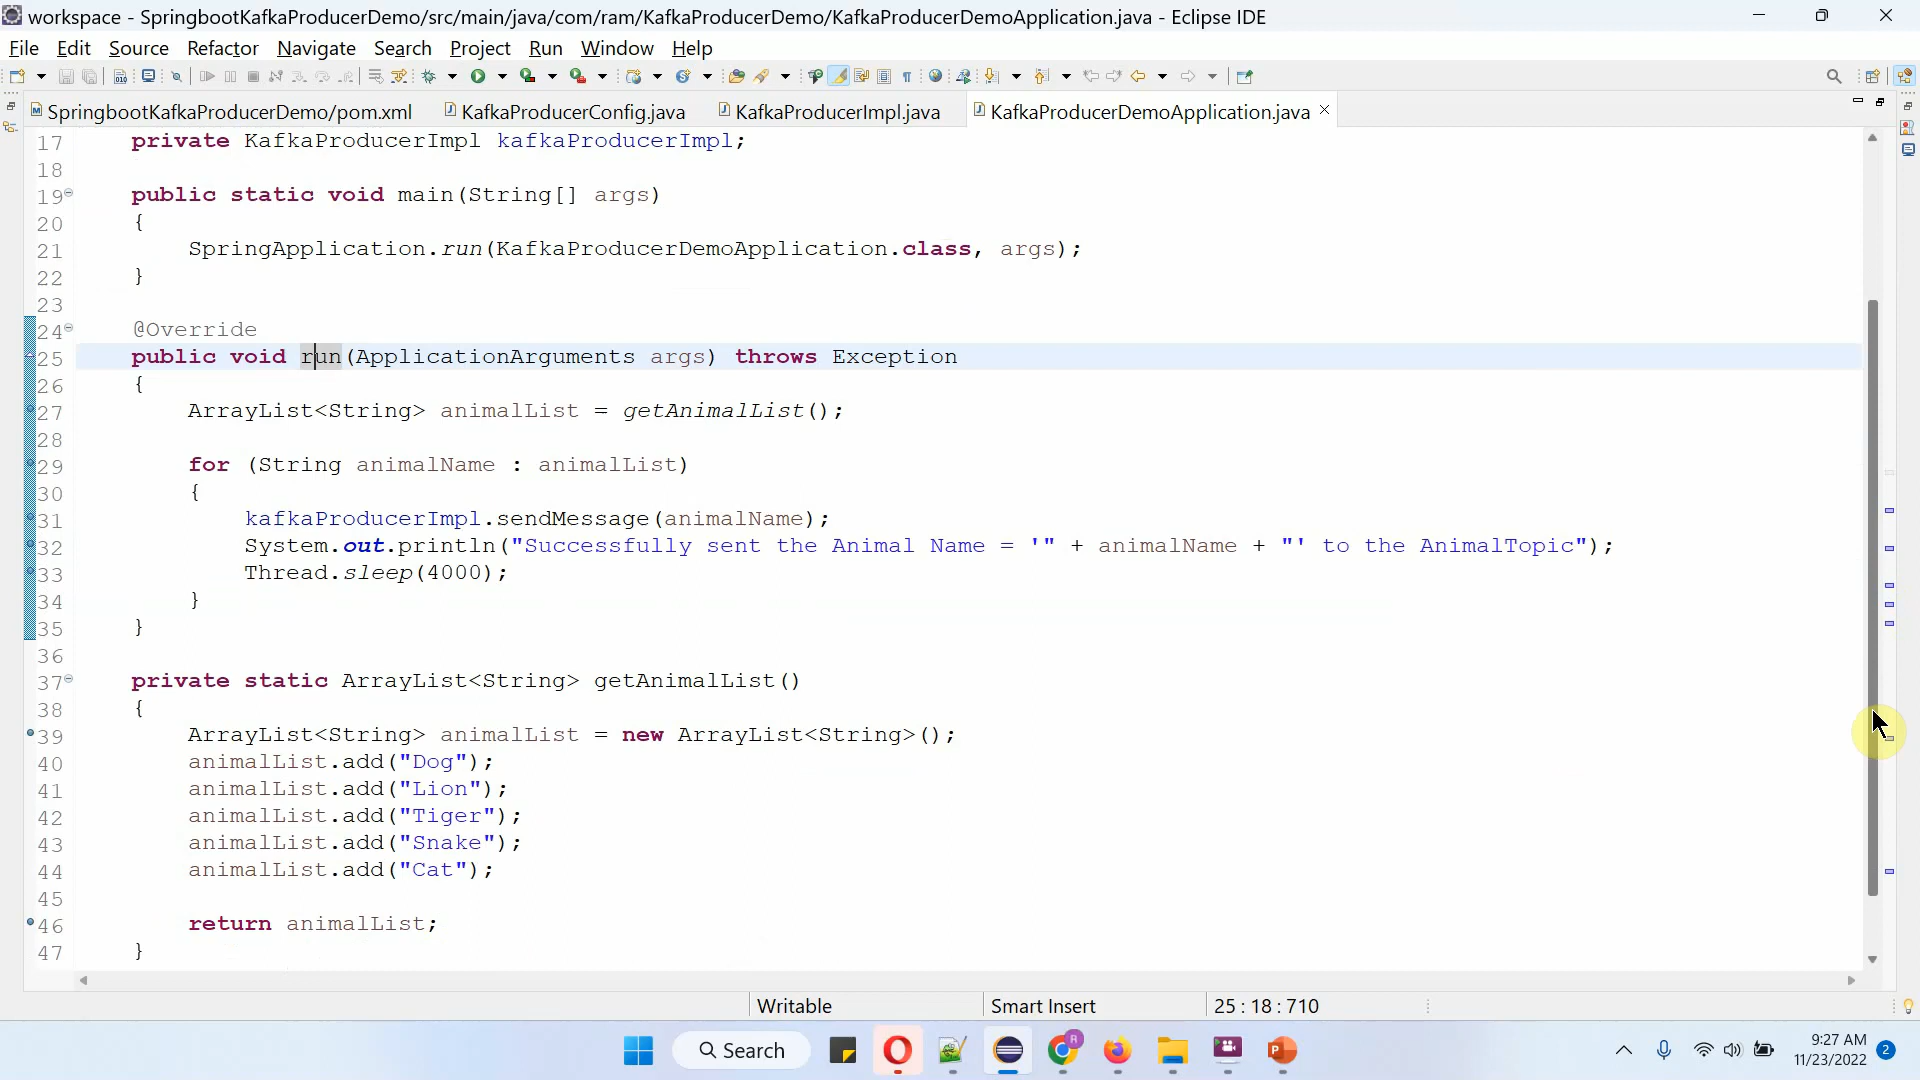 workspace - SpringbootKafkaProducerDemo/src/main/java/com/ram/KafkaProducerDemo/KafkaProducerDemoApplication.java - Eclipse IDE
File Edit Source Refactor Navigate Search Project Run Window Help
SpringbootKafkaProducerDemo/pom.xml KafkaProducerConfig.java KafkaProducerImpl.java KafkaProducerDemoApplication.java
17 private KafkaProducerImpl kafkaProducerImpl;
18
19 public static void main(String[] args)
20 {
21 SpringApplication.run(KafkaProducerDemoApplication.class, args);
22 }
23
24 @Override
25 public void run(ApplicationArguments args) throws Exception
26 {
27 ArrayList<String> animalList = getAnimalList();
28
29 for (String animalName : animalList)
30 {
31 kafkaProducerImpl.sendMessage(animalName);
32 System.out.println("Successfully sent the Animal Name = '" + animalName + "' to the AnimalTopic");
33 Thread.sleep(4000);
34 }
35 }
36
37 private static ArrayList<String> getAnimalList()
38 {
39 ArrayList<String> animalList = new ArrayList<String>();
40 animalList.add("Dog");
41 animalList.add("Lion");
42 animalList.add("Tiger");
43 animalList.add("Snake");
44 animalList.add("Cat");
45
46 return animalList;
47 }
Writable Smart Insert 25 : 18 : 710
Search 9:27 AM
11/23/2022 2